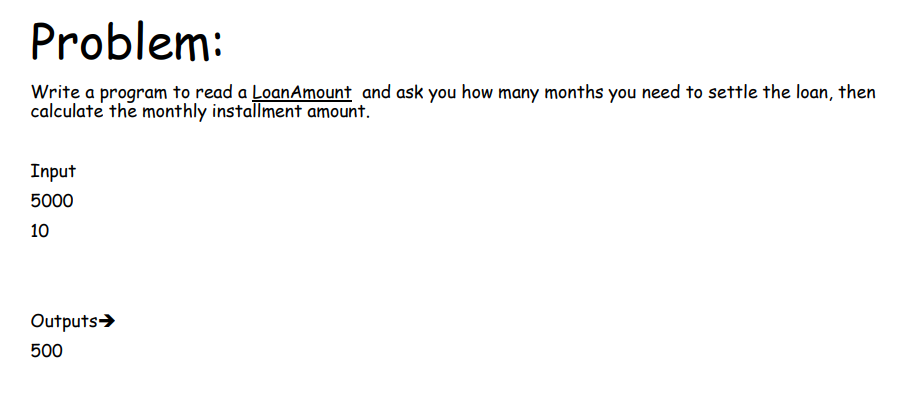 Problem:
Write a program to read a LoanAmount and ask you how many months you need to settle the loan, then
calculate the monthly installment amount.
Input
5000
10
Outputs➔
500